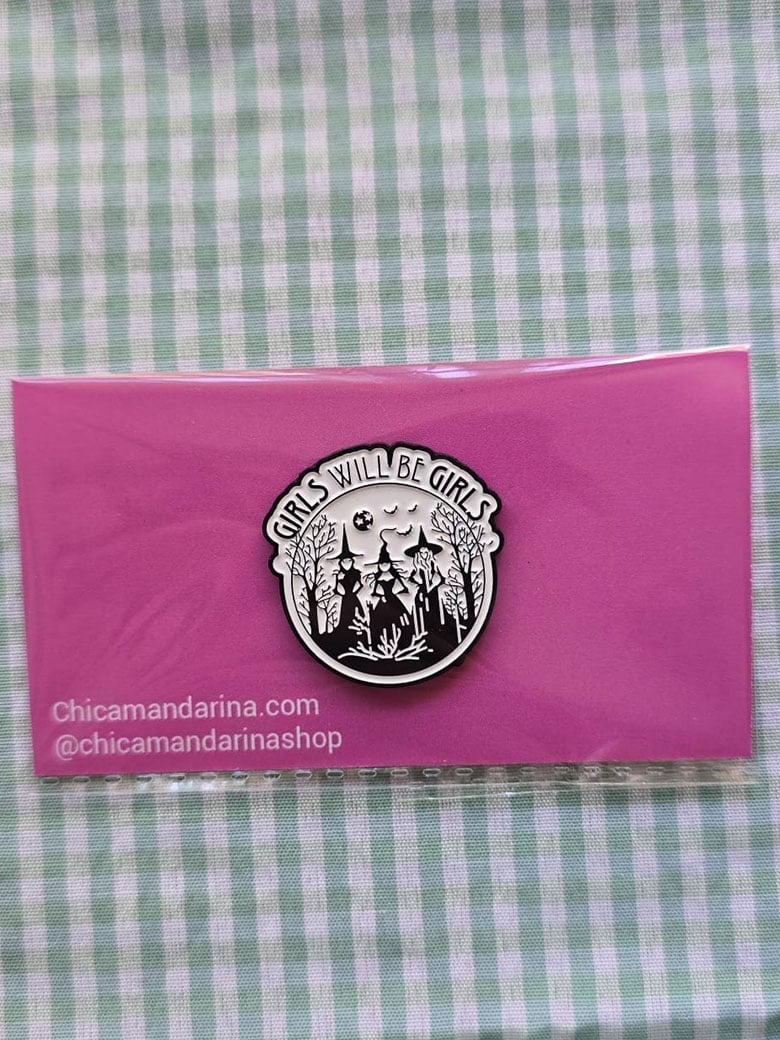 GIRLS WILL BE GIRLS
Chicamandarina.com
@chicamandarinashop